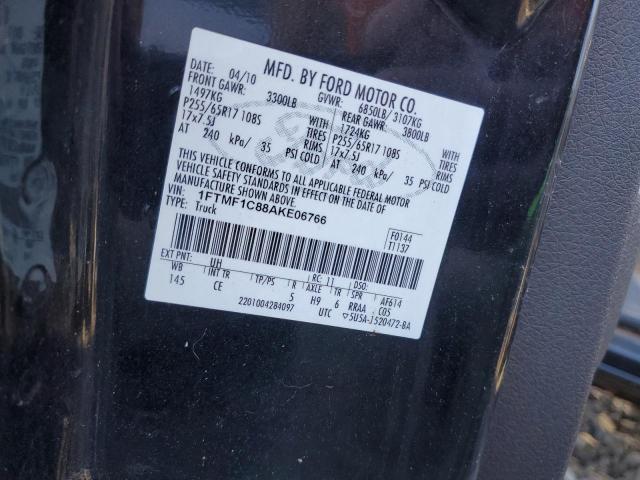 MFD. BY FORD MOTOR CO.
04/10 GVWR: 6850LB/ 3107KG
FRONT GAWR: 3300LB REAR GAWR: 3800LB
1497KG WITH 1724KG WITH
P255/65R17 108S TIRES P255/65R17 108S TIRES
17x7.5J RIMS 17x7.5J RIMS
AT 240 kPa/ 35 PSI COLD AT 240 kPa/ 35 PSI COLD
Ford
THIS VEHICLE CONFORMS TO ALL APPLICABLE FEDERAL MOTOR
VEHICLE SAFETY STANDARDS IN EFFECT ON THE DATE OF
MANUFACTURE SHOWN ABOVE.
VIN: 1FTMF1C88AKE06766
TYPE: Truck
F0144
T1137
EXT PNT: UH RC: 11 DSO:
WB INT TR TP/PS R AXLE TR SPR AF614
145 CE 5 H9 6 RRAA C05
2201004284097 UTC 5U5A-1520472-BA